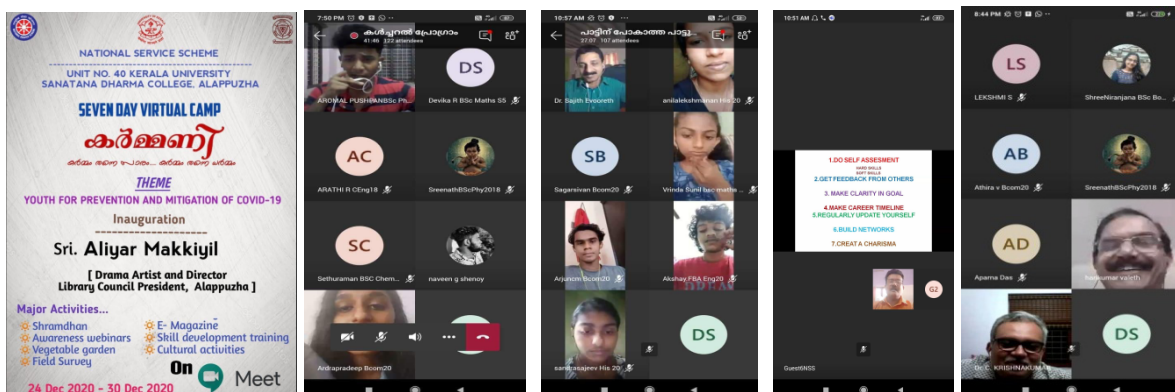 NATIONAL SERVICE SCHEME
UNIT NO. 40 KERALA UNIVERSITY
SANATANA DHARMA COLLEGE, ALAPPUZHA
SEVEN DAY VIRTUAL CAMP
കർമ്മണി
THEME
YOUTH FOR PREVENTION AND MITIGATION OF COVID-19
Inauguration
Sri. Aliyar Makkiyil
[ Drama Artist and Director
Library Council President, Alappuzha ]
Major Activities...
Shramdhan
Awareness webinars
Vegetable garden
Field Survey
E- Magazine
Skill development training
Cultural activities
On
Meet
24 Dec 2020 - 30 Dec 2020
7:50 PM
കൾച്ചറൽ പ്രോഗ്രാം
41:46 122 attendees
DS
AROMAL PUSHPANBSc Ph...
Devika R BSc Maths S5
AC
ARATHI R CEng18
SreenathBScPhy2018
SC
Sethuraman BSC Chem...
naveen g shenoy
Ardrapradeep Bcom20
10:57 AM
പാട്ടിന് പോകാത്ത പാട്ടു...
37:07 107 attendees
Dr. Sajith Evooreth
anilalekshmanan His 20
SB
Sagarsivan Bcom20
Vrinda Sunil bsc maths ...
Arjuncm Bcom20
Akshay.FBA Eng20
DS
sandrasajeev His 20
10:51 AM
1.DO SELF ASSESMENT
HARD SKILLS
SOFT SKILLS
2.GET FEEDBACK FROM OTHERS
3. MAKE CLARITY IN GOAL
4.MAKE CAREER TIMELINE
5.REGULARLY UPDATE YOURSELF
6.BUILD NETWORKS
7.CREAT A CHARISMA
G2
Guest6NSS
8:44 PM
LS
LEKSHMI S
ShreeNiranjana BSc Bo...
AB
Athira v Bcom20
SreenathBScPhy2018
AD
Aparna Das
harikumar valeth
DS
Dr. C. KRISHNAKUMAR